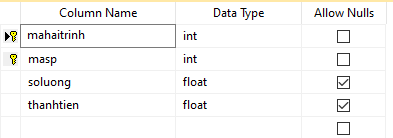 Column Name Data Type Allow Nulls
mahaitrinh int
masp int
soluong float
thanhtien float